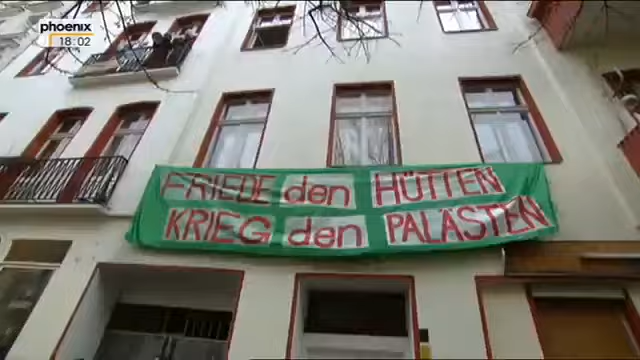 phoenix
18:02
FRIEDE den HÜTTEN
KRIEG den PALÄSTEN